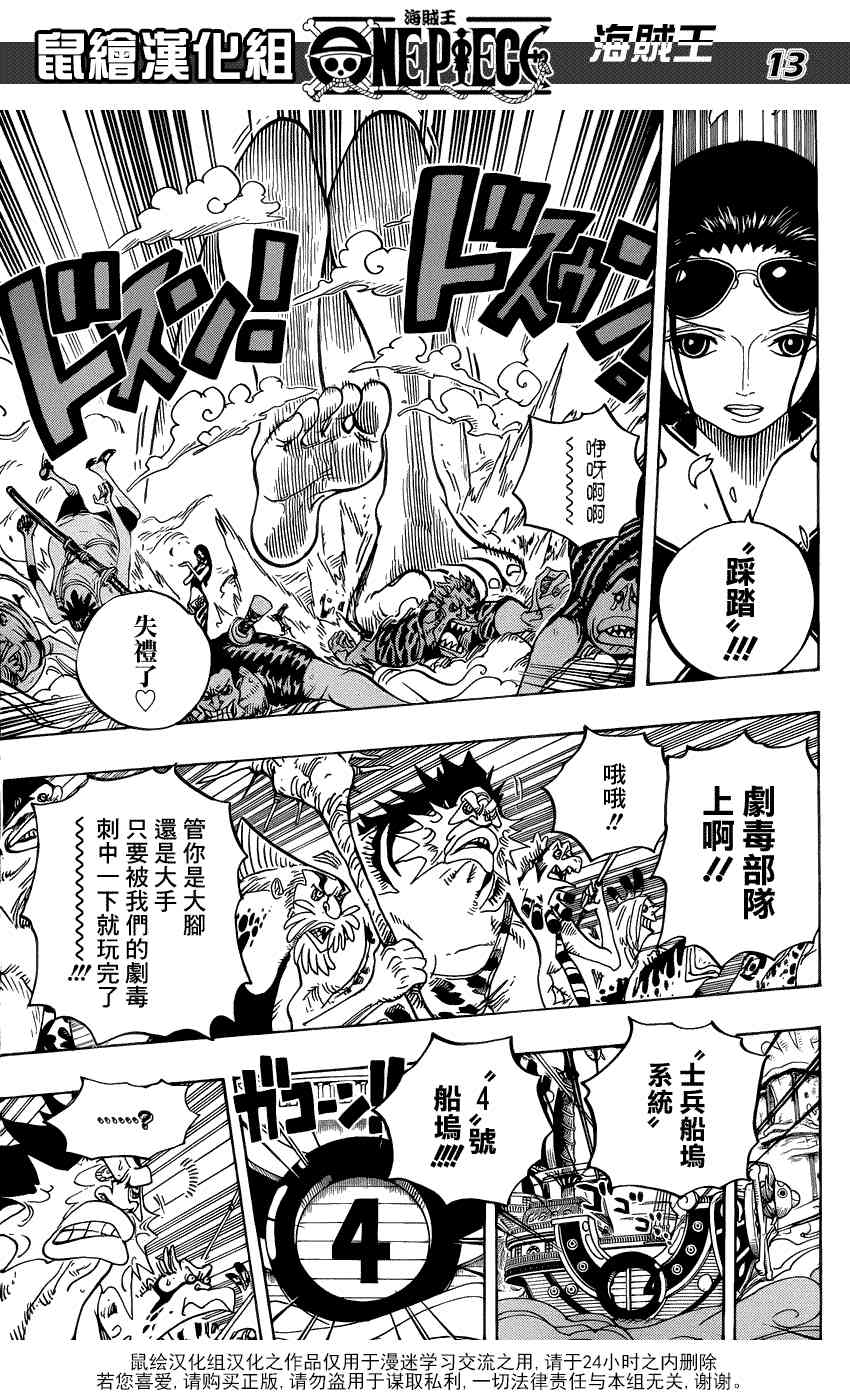 鼠繪漢化組
海賊王
ONE PIECE
海賊王
13
〝踩踏〞!!!
ドスゥン!!
ドスン!!
咿呀啊啊
失禮了♡
劇毒部隊
上啊!!
哦哦!!
管你是大腳
還是大手
只要被我們的劇毒
刺中一下就玩完了
!!!
〝士兵船塢
系統〞
ゴゴゴ
〝4〞號
船塢!!!!
ガコーン!!
4
……?
鼠绘汉化组汉化之作品仅用于漫迷学习交流之用, 请于24小时之内删除
若您喜爱, 请购买正版, 请勿盗用于谋取私利, 一切法律责任与本组无关, 谢谢。